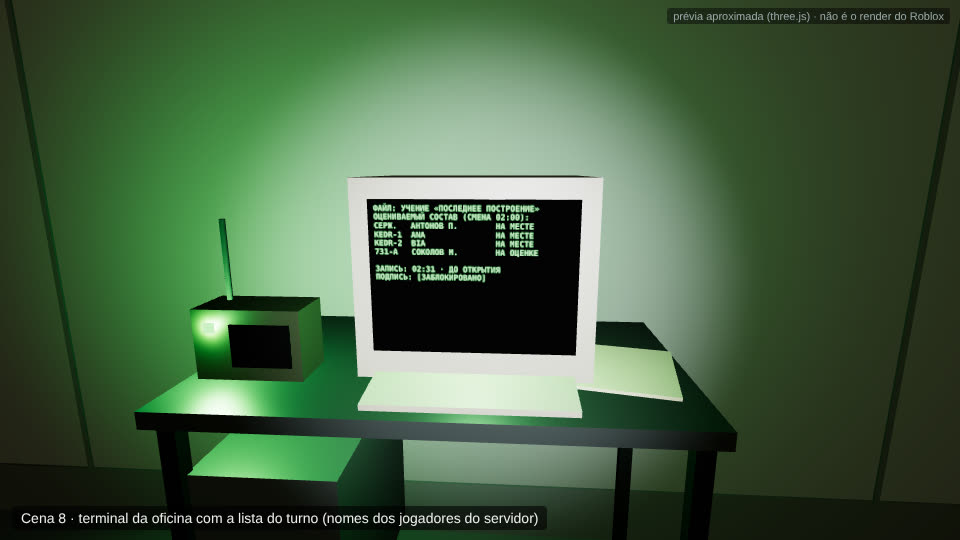 prévia aproximada (three.js) · não é o render do Roblox
ФАЙЛ: УЧЕНИЕ «ПОСЛЕДНЕЕ ПОСТРОЕНИЕ»
ОЦЕНИВАЕМЫЙ СОСТАВ (СМЕНА 02:00):
СЕРЖ. АНТОНОВ П. НА МЕСТЕ
KEDR-1 ANA НА МЕСТЕ
KEDR-2 BIA НА МЕСТЕ
731-А СОКОЛОВ Н. НА ОЦЕНКЕ
ЗАПИСЬ: 02:31 · ДО ОТКРЫТИЯ
ПОДПИСЬ: [ЗАБЛОКИРОВАНО]
Cena 8 · terminal da oficina com a lista do turno (nomes dos jogadores do servidor)